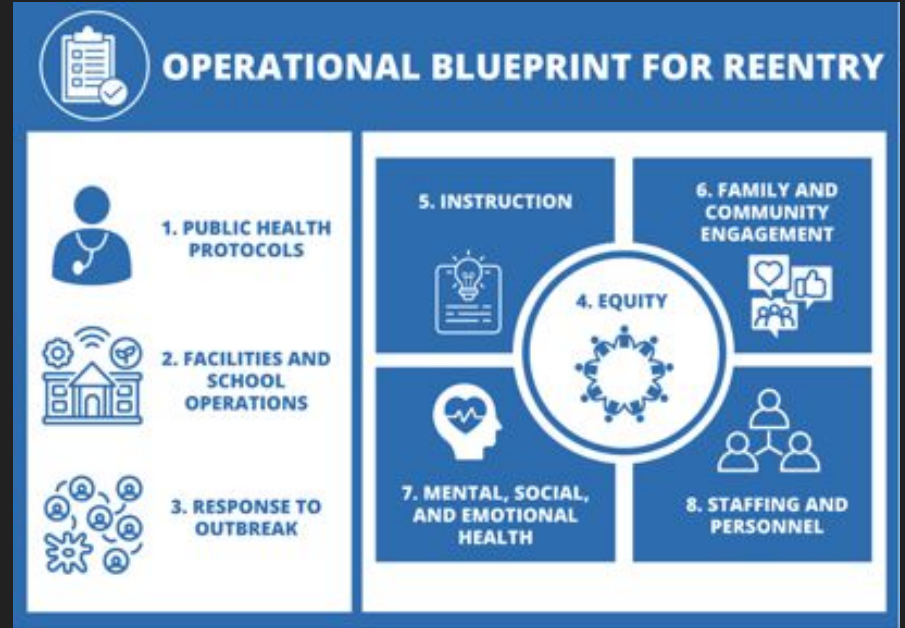 OPERATIONAL BLUEPRINT FOR REENTRY
1. PUBLIC HEALTH
PROTOCOLS
2. FACILITIES AND
SCHOOL
OPERATIONS
3. RESPONSE TO
OUTBREAK
4. EQUITY
5. INSTRUCTION
6. FAMILY AND
COMMUNITY
ENGAGEMENT
7. MENTAL, SOCIAL,
AND EMOTIONAL
HEALTH
8. STAFFING AND
PERSONNEL